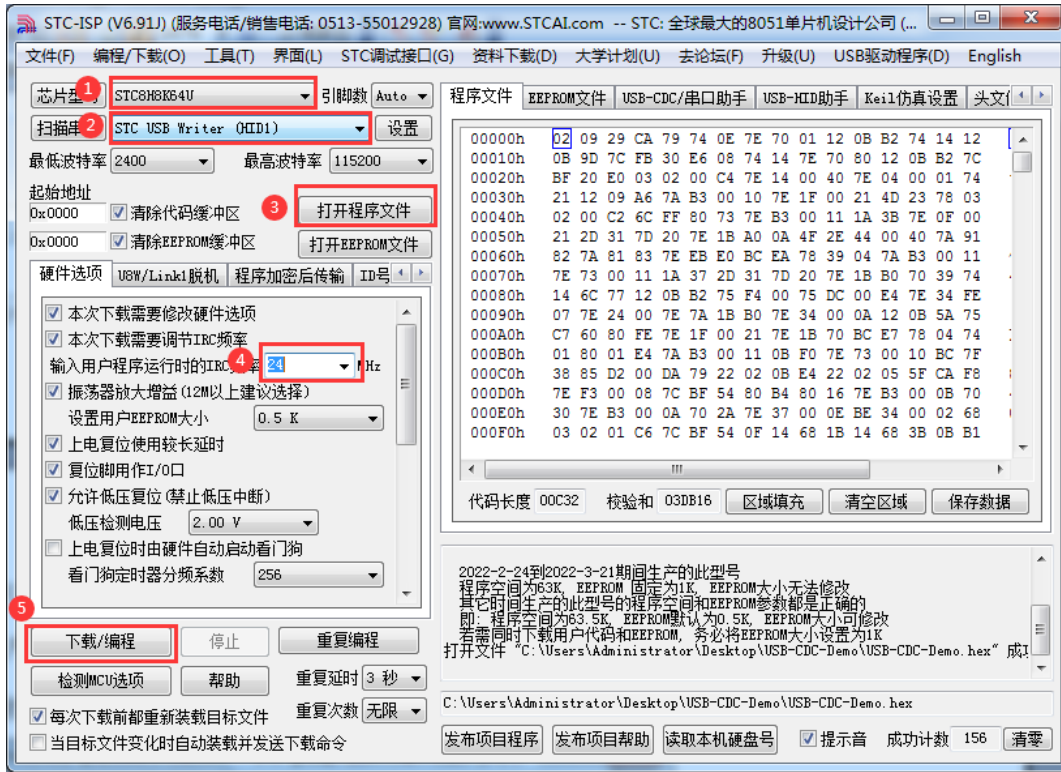 STC-ISP (V6.91J) (服务电话/销售电话: 0513-55012928) 官网:www.STCAI.com -- STC: 全球最大的8051单片机设计公司 (...
文件(F) 编程/下载(O) 工具(T) 界面(L) STC调试接口(G) 资料下载(D) 大学计划(U) 去论坛(F) 升级(U) USB驱动程序(D) English
芯片型 1 STC8H8K64U 引脚数 Auto
扫描串 2 STC USB Writer (HID1) 设置
最低波特率 2400 最高波特率 115200
起始地址
0x0000 清除代码缓冲区 3 打开程序文件
0x0000 清除EEPROM缓冲区 打开EEPROM文件
硬件选项 U8W/Link1脱机 程序加密后传输 ID号
本次下载需要修改硬件选项
本次下载需要调节IRC频率
输入用户程序运行时的IRC 4 24 MHz
振荡器放大增益(12M以上建议选择)
设置用户EEPROM大小 0.5 K
上电复位使用较长延时
复位脚用作I/O口
允许低压复位(禁止低压中断)
低压检测电压 2.00 V
上电复位时由硬件自动启动看门狗
看门狗定时器分频系数 256
5
下载/编程 停止 重复编程
检测MCU选项 帮助 重复延时 3 秒
每次下载前都重新装载目标文件 重复次数 无限
当目标文件变化时自动装载并发送下载命令
程序文件 EEPROM文件 USB-CDC/串口助手 USB-HID助手 Keil仿真设置 头文
00000h 02 09 29 CA 79 74 0E 7E 70 01 12 0B B2 74 14 12
00010h 0B 9D 7C FB 30 E6 08 74 14 7E 70 80 12 0B B2 7C
00020h BF 20 E0 03 02 00 C4 7E 14 00 40 7E 04 00 01 74
00030h 21 12 09 A6 7A B3 00 10 7E 1F 00 21 4D 23 78 03
00040h 02 00 C2 6C FF 80 73 7E B3 00 11 1A 3B 7E 0F 00
00050h 21 2D 31 7D 20 7E 1B A0 0A 4F 2E 44 00 40 7A 91
00060h 82 7A 81 83 7E EB E0 BC EA 78 39 04 7A B3 00 11
00070h 7E 73 00 11 1A 37 2D 31 7D 20 7E 1B B0 70 39 74
00080h 14 6C 77 12 0B B2 75 F4 00 75 DC 00 E4 7E 34 FE
00090h 07 7E 24 00 7E 7A 1B B0 7E 34 00 0A 12 0B 5A 75
000A0h C7 60 80 FE 7E 1F 00 21 7E 1B 70 BC E7 78 04 74
000B0h 01 80 01 E4 7A B3 00 11 0B F0 7E 73 00 10 BC 7F
000C0h 38 85 D2 00 DA 79 22 02 0B E4 22 02 05 5F CA F8
000D0h 7E F3 00 08 7C BF 54 80 B4 80 16 7E B3 00 0B 70
000E0h 30 7E B3 00 0A 70 2A 7E 37 00 0E BE 34 00 02 68
000F0h 03 02 01 C6 7C BF 54 0F 14 68 1B 14 68 3B 0B B1
代码长度 00C32 校验和 03DB16 区域填充 清空区域 保存数据
2022-2-24到2022-3-21期间生产的此型号
程序空间为63K, EEPROM 固定为1K, EEPROM大小无法修改
其它时间生产的此型号的程序空间和EEPROM参数都是正确的
即: 程序空间为63.5K, EEPROM默认为0.5K, EEPROM大小可修改
若需同时下载用户代码和EEPROM, 务必将EEPROM大小设置为1K
打开文件 "C:\Users\Administrator\Desktop\USB-CDC-Demo\USB-CDC-Demo.hex" 成
C:\Users\Administrator\Desktop\USB-CDC-Demo\USB-CDC-Demo.hex
发布项目程序 发布项目帮助 读取本机硬盘号 提示音 成功计数 156 清零